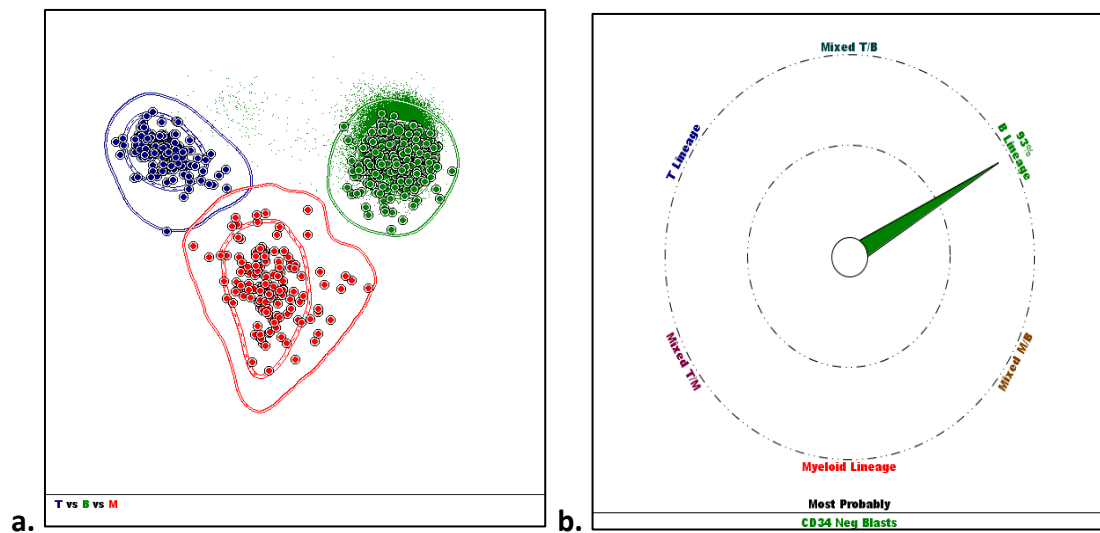 a.
T vs B vs M
b.
Mixed T/B
T Lineage
93%
B Lineage
Mixed T/M
Mixed M/B
Myeloid Lineage
Most Probably
CD34 Neg Blasts